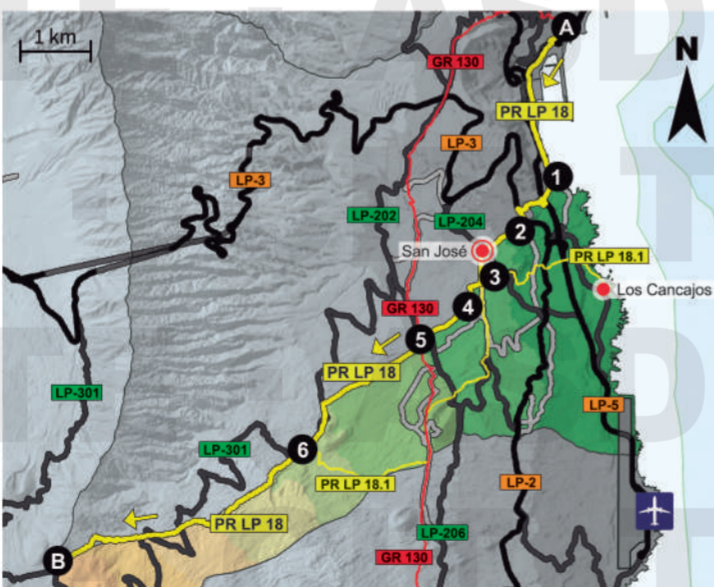 1 km
A
N
GR 130
PR LP 18
LP-3
LP-3
1
LP-202
LP-204
2
San José
PR LP 18.1
3
Los Cancajos
GR 130
4
5
PR LP 18
LP-301
LP-5
LP-301
6
PR LP 18.1
LP-2
PR LP 18
LP-206
B
GR 130